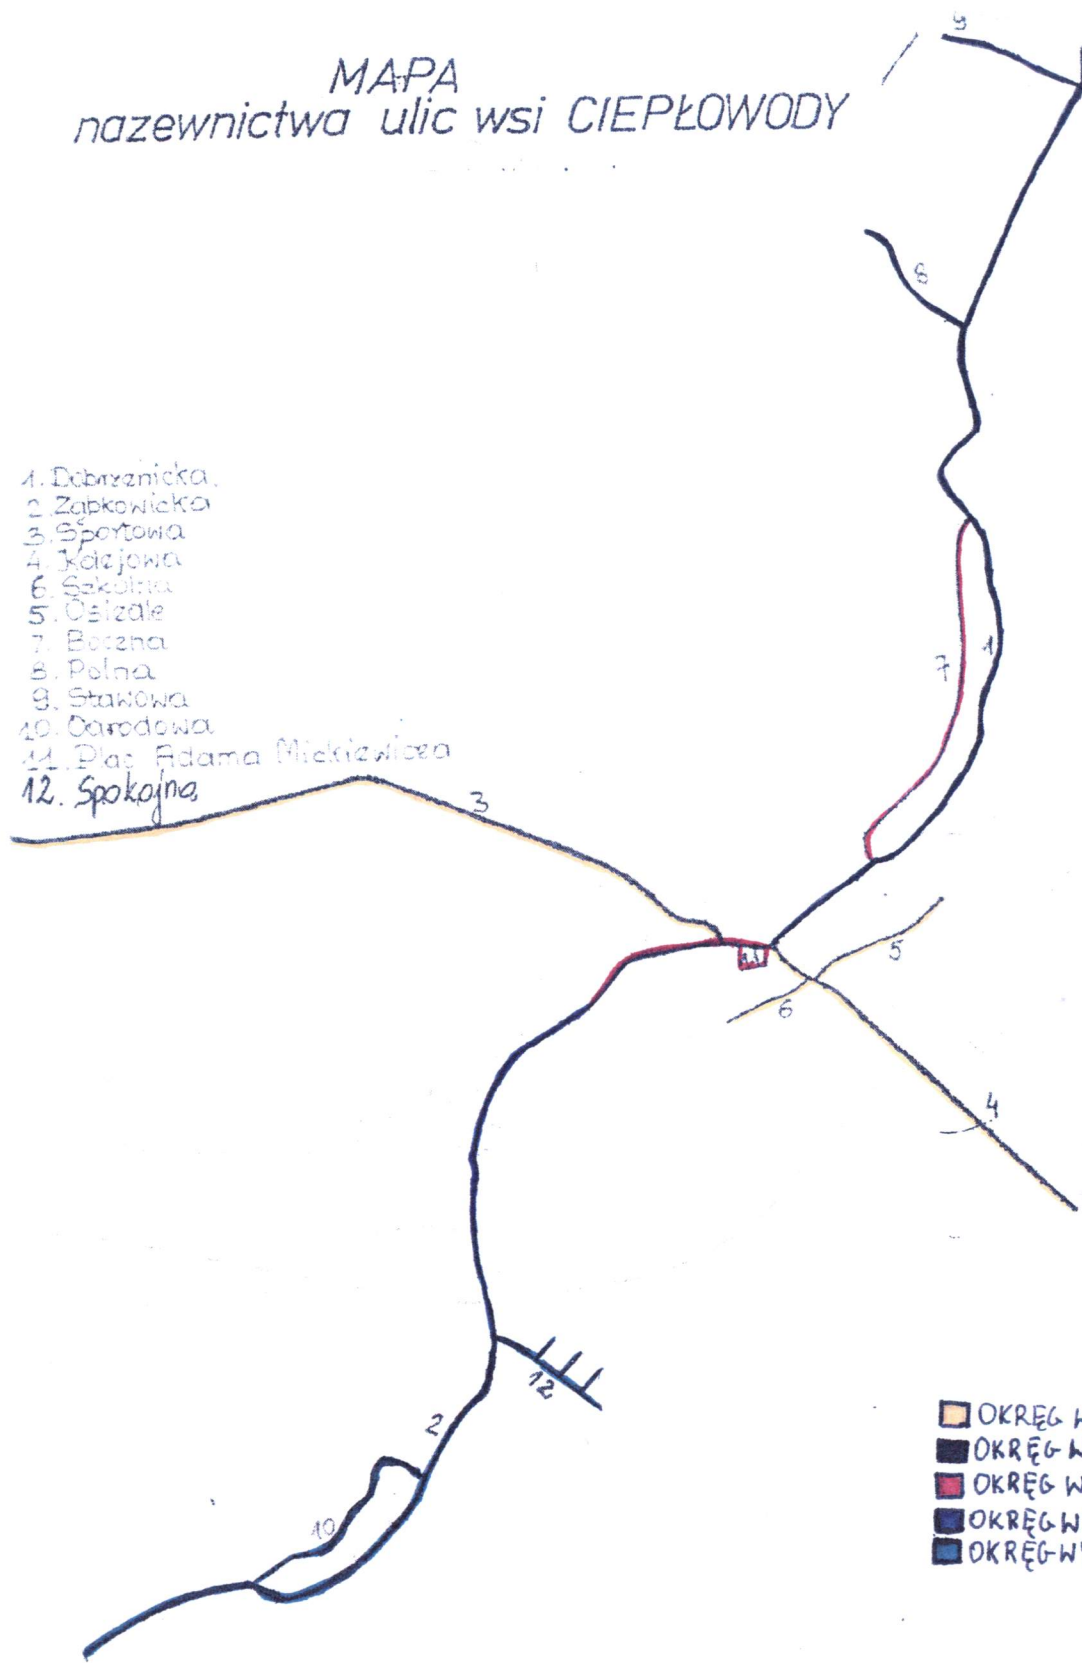 MAPA
nazewnictwa ulic wsi CIEPŁOWODY
9
8
1. Dobrzenicka.
2. Ząbkowicka
3. Sportowa
4. Kolejowa
6. Szkolna
5. Osiedle
7. Boczna
8. Polna
9. Stawowa
10. Ogrodowa
11. Plac Adama Mickiewicza
12. Spokojna
7
1
3
11
5
6
4
12
2
10
OKRĘG W
OKRĘG W
OKRĘG W
OKRĘG W
OKRĘG W